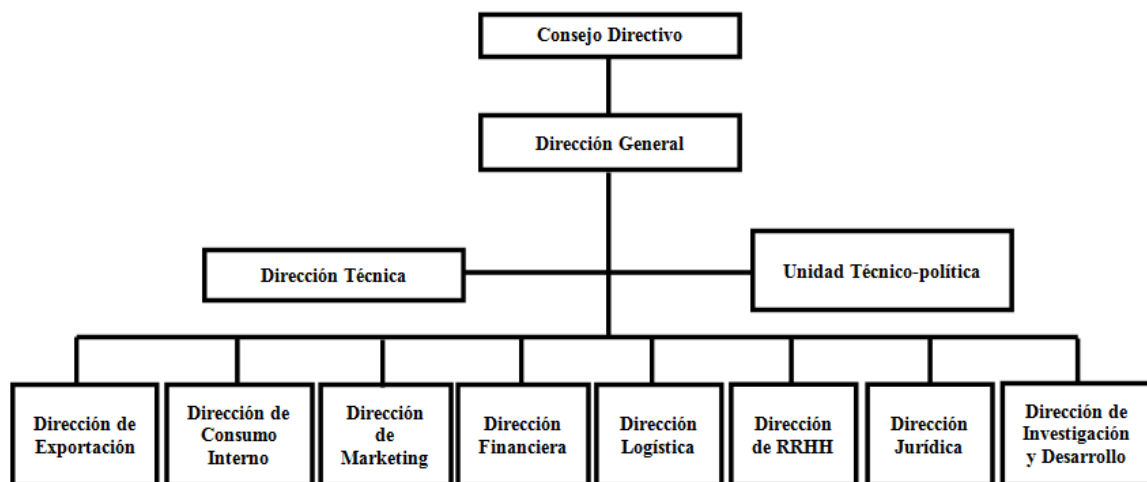 Consejo Directivo
Dirección General
Dirección Técnica
Unidad Técnico-política
Dirección de
Exportación
Dirección de
Consumo
Interno
Dirección
de
Marketing
Dirección
Financiera
Dirección
Logística
Dirección
de RRHH
Dirección
Jurídica
Dirección de
Investigación
y Desarrollo